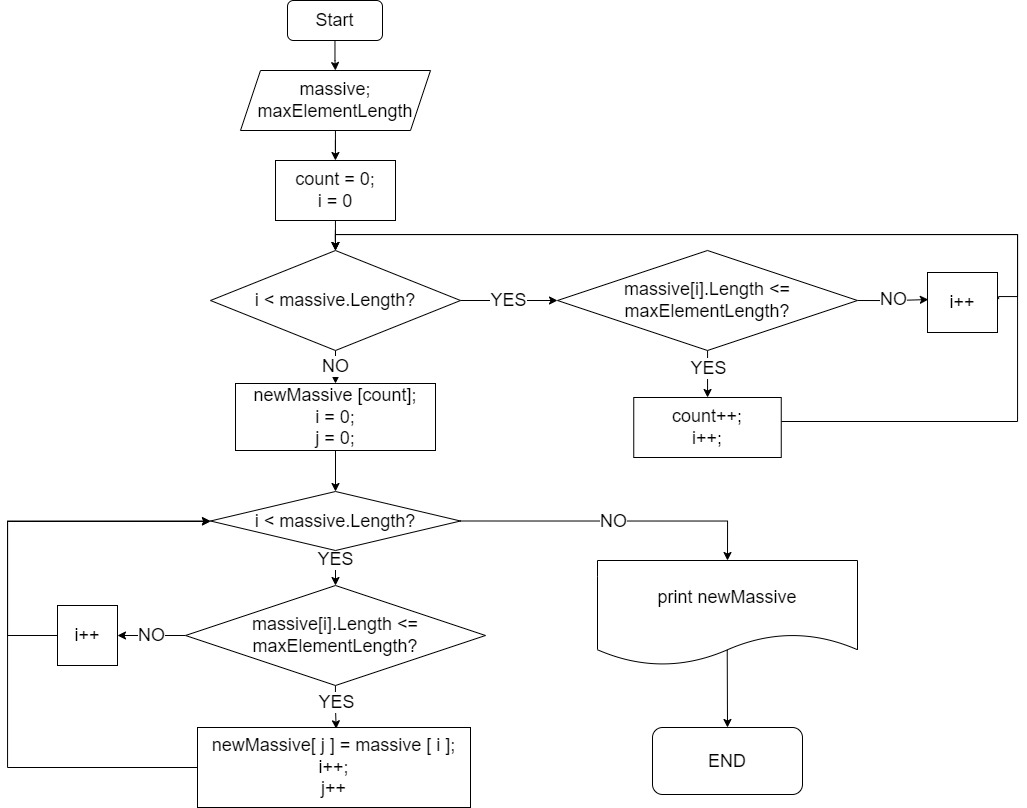 Start
massive;
maxElementLength
count = 0;
i = 0
i < massive.Length?
YES
massive[i].Length <=
maxElementLength?
NO
i++
NO
YES
newMassive [count];
i = 0;
j = 0;
count++;
i++;
i < massive.Length?
NO
YES
print newMassive
massive[i].Length <=
maxElementLength?
NO
i++
YES
newMassive[ j ] = massive [ i ];
i++;
j++
END